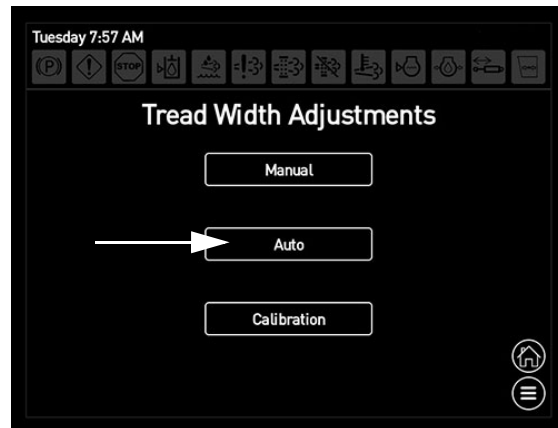 Tuesday 7:57 AM
(P) STOP
Tread Width Adjustments
Manual
Auto
Calibration